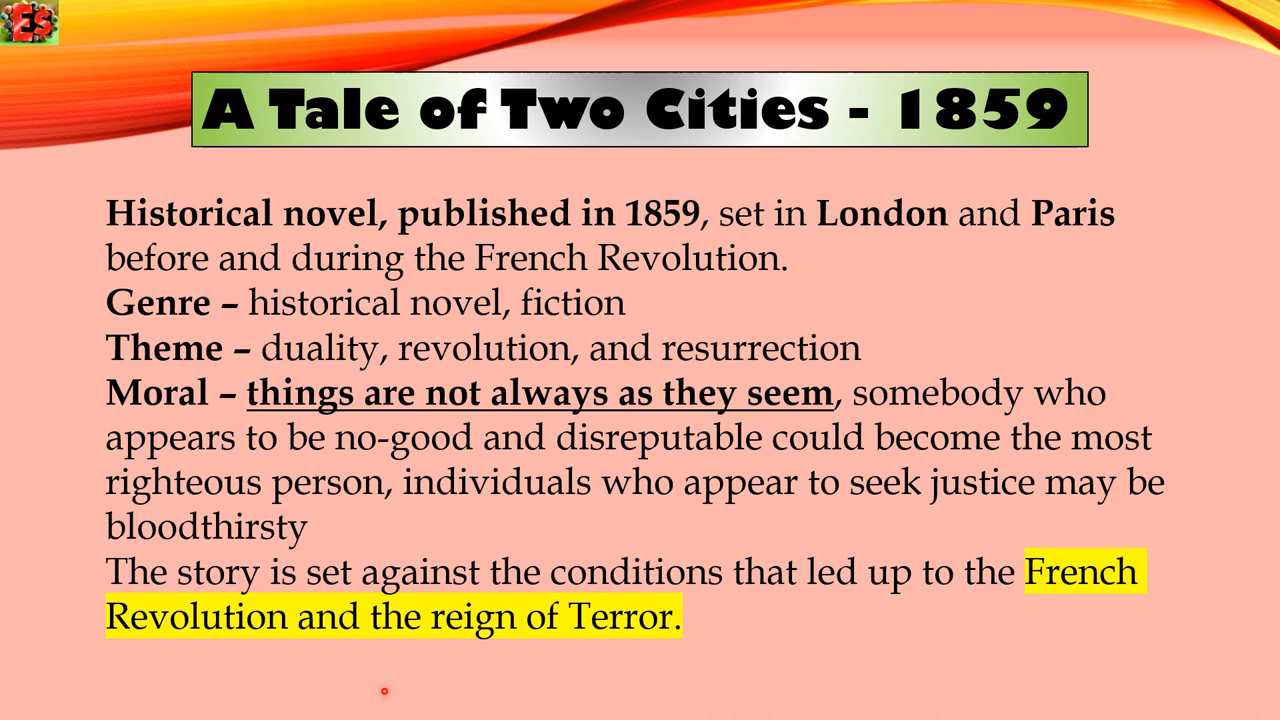 ES
A Tale of Two Cities - 1859
Historical novel, published in 1859, set in London and Paris
before and during the French Revolution.
Genre – historical novel, fiction
Theme – duality, revolution, and resurrection
Moral – things are not always as they seem, somebody who
appears to be no-good and disreputable could become the most
righteous person, individuals who appear to seek justice may be
bloodthirsty
The story is set against the conditions that led up to the French
Revolution and the reign of Terror.